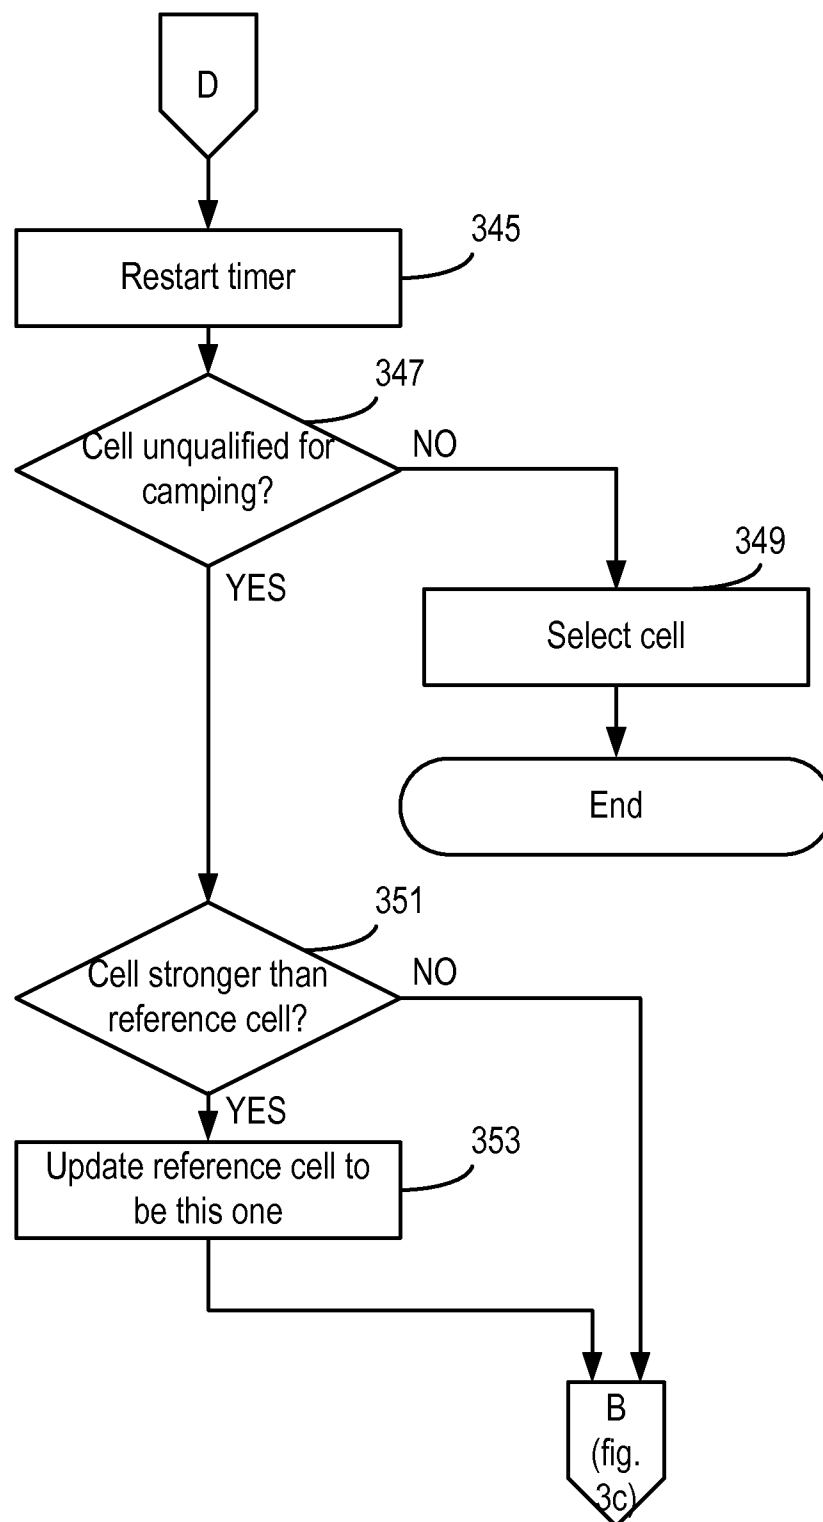 D
345
Restart timer
347
Cell unqualified for
camping?
NO
YES
349
Select cell
End
351
Cell stronger than
reference cell?
NO
YES
353
Update reference cell to
be this one
B
(fig.
3c)